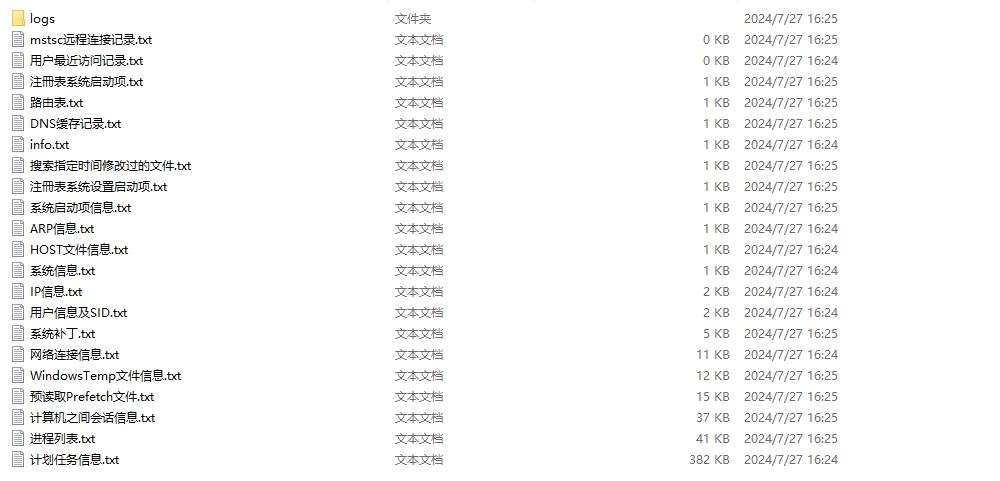 logs 文件夹 2024/7/27 16:25
mstsc远程连接记录.txt 文本文档 0 KB 2024/7/27 16:25
用户最近访问记录.txt 文本文档 0 KB 2024/7/27 16:24
注冊表系统启动项.txt 文本文档 1 KB 2024/7/27 16:25
路由表.txt 文本文档 1 KB 2024/7/27 16:25
DNS缓存记录.txt 文本文档 1 KB 2024/7/27 16:25
info.txt 文本文档 1 KB 2024/7/27 16:24
搜索指定时间修改过的文件.txt 文本文档 1 KB 2024/7/27 16:25
注冊表系统设置启动项.txt 文本文档 1 KB 2024/7/27 16:25
系统启动项信息.txt 文本文档 1 KB 2024/7/27 16:25
ARP信息.txt 文本文档 1 KB 2024/7/27 16:24
HOST文件信息.txt 文本文档 1 KB 2024/7/27 16:24
系统信息.txt 文本文档 1 KB 2024/7/27 16:24
IP信息.txt 文本文档 2 KB 2024/7/27 16:24
用户信息及SID.txt 文本文档 2 KB 2024/7/27 16:24
系统补丁.txt 文本文档 5 KB 2024/7/27 16:25
网络连接信息.txt 文本文档 11 KB 2024/7/27 16:24
WindowsTemp文件信息.txt 文本文档 12 KB 2024/7/27 16:25
预读取Prefetch文件.txt 文本文档 15 KB 2024/7/27 16:25
计算机之间会话信息.txt 文本文档 37 KB 2024/7/27 16:25
进程列表.txt 文本文档 41 KB 2024/7/27 16:25
计划任务信息.txt 文本文档 382 KB 2024/7/27 16:24